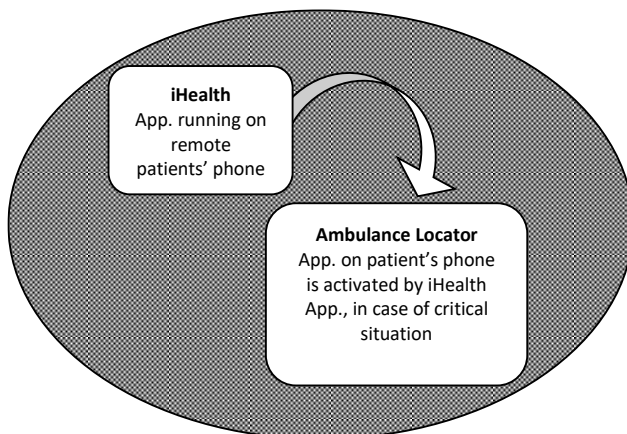 iHealth
App. running on
remote
patients’ phone
Ambulance Locator
App. on patient’s phone
is activated by iHealth
App., in case of critical
situation